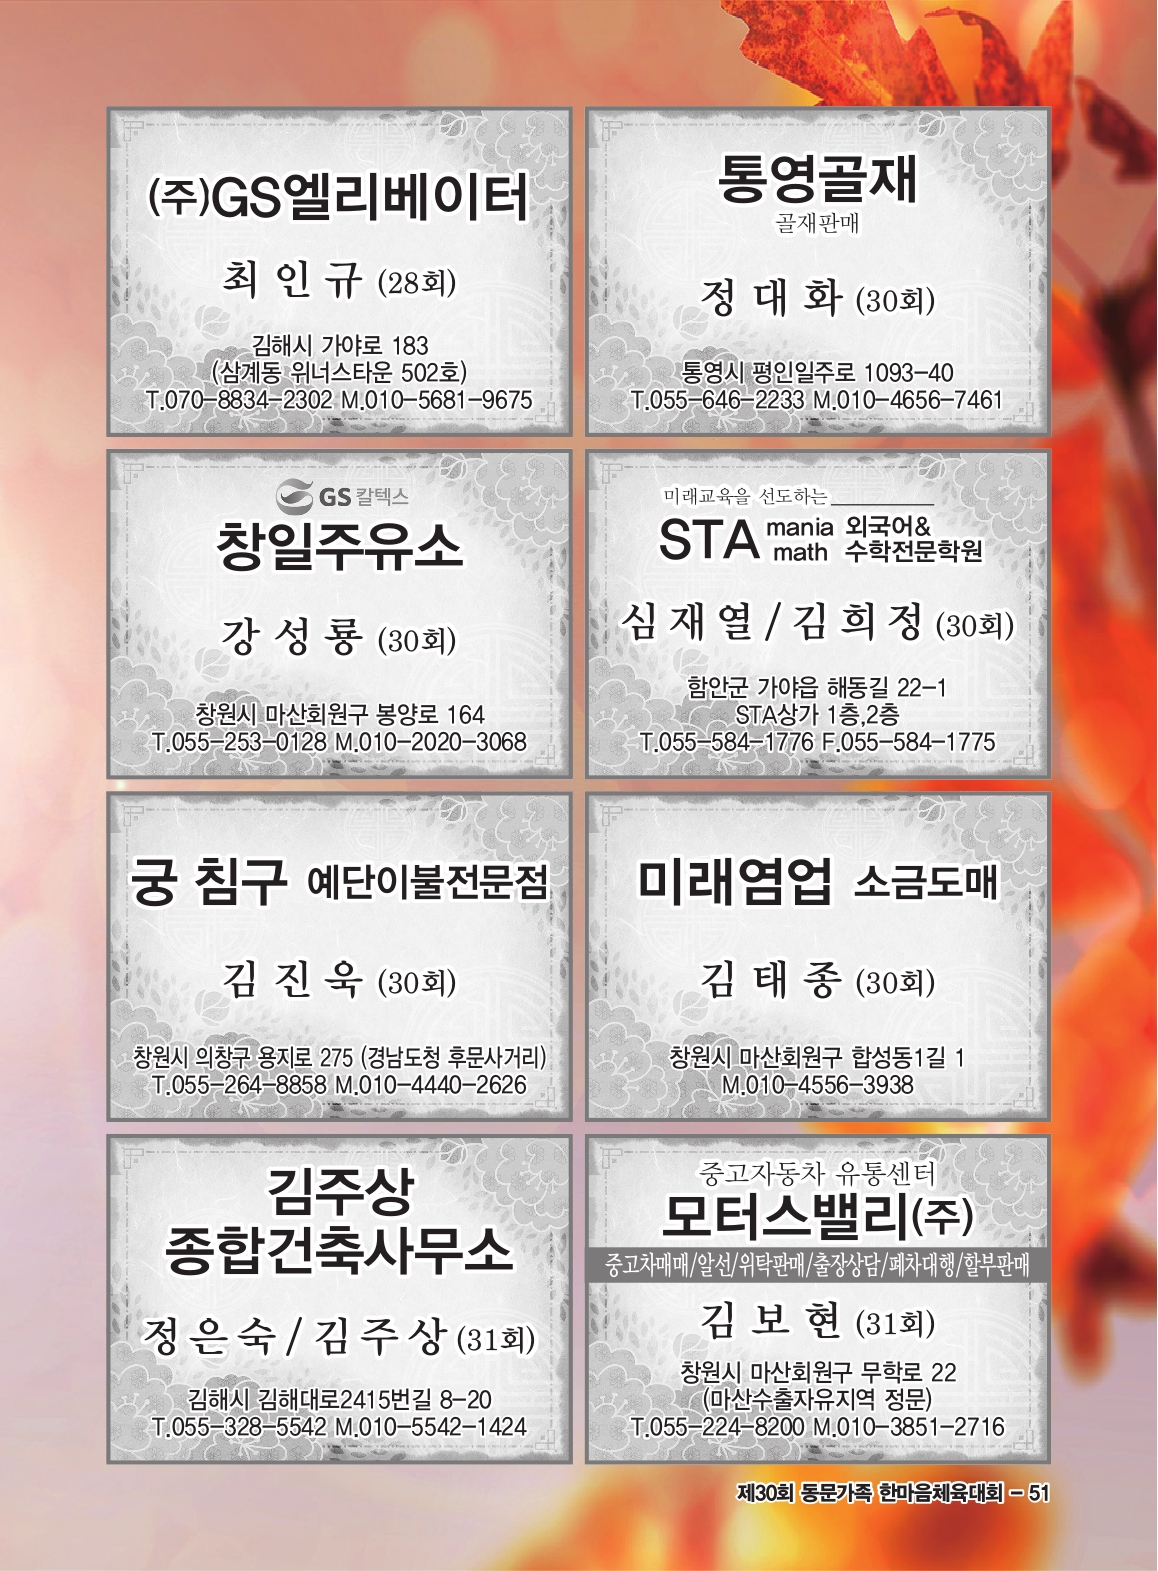 (주)GS엘리베이터
최인규 (28회)
김해시 가야로 183
(삼계동 위너스타운 502호)
T.070-8834-2302 M.010-5681-9675
통영골재
골재판매
정대화 (30회)
통영시 평인일주로 1093-40
T.055-646-2233 M.010-4656-7461
GS 칼텍스
창일주유소
강성룡 (30회)
창원시 마산회원구 봉양로 164
T.055-253-0128 M.010-2020-3068
미래교육을 선도하는
STA mania math 외국어& 수학전문학원
심재열/김희정 (30회)
함안군 가야읍 해동길 22-1
STA상가 1층,2층
T.055-584-1776 F.055-584-1775
궁 침구 예단이불전문점
김진욱 (30회)
창원시 의창구 용지로 275 (경남도청 후문사거리)
T.055-264-8858 M.010-4440-2626
미래염업 소금도매
김태종 (30회)
창원시 마산회원구 합성동1길 1
M.010-4556-3938
김주상
종합건축사무소
정은숙/김주상 (31회)
김해시 김해대로2415번길 8-20
T.055-328-5542 M.010-5542-1424
중고자동차 유통센터
모터스밸리(주)
중고차매매/알선/위탁판매/출장상담/폐차대행/할부판매
김보현 (31회)
창원시 마산회원구 무학로 22
(마산수출자유지역 정문)
T.055-224-8200 M.010-3851-2716
제30회 동문가족 한마음체육대회 - 51